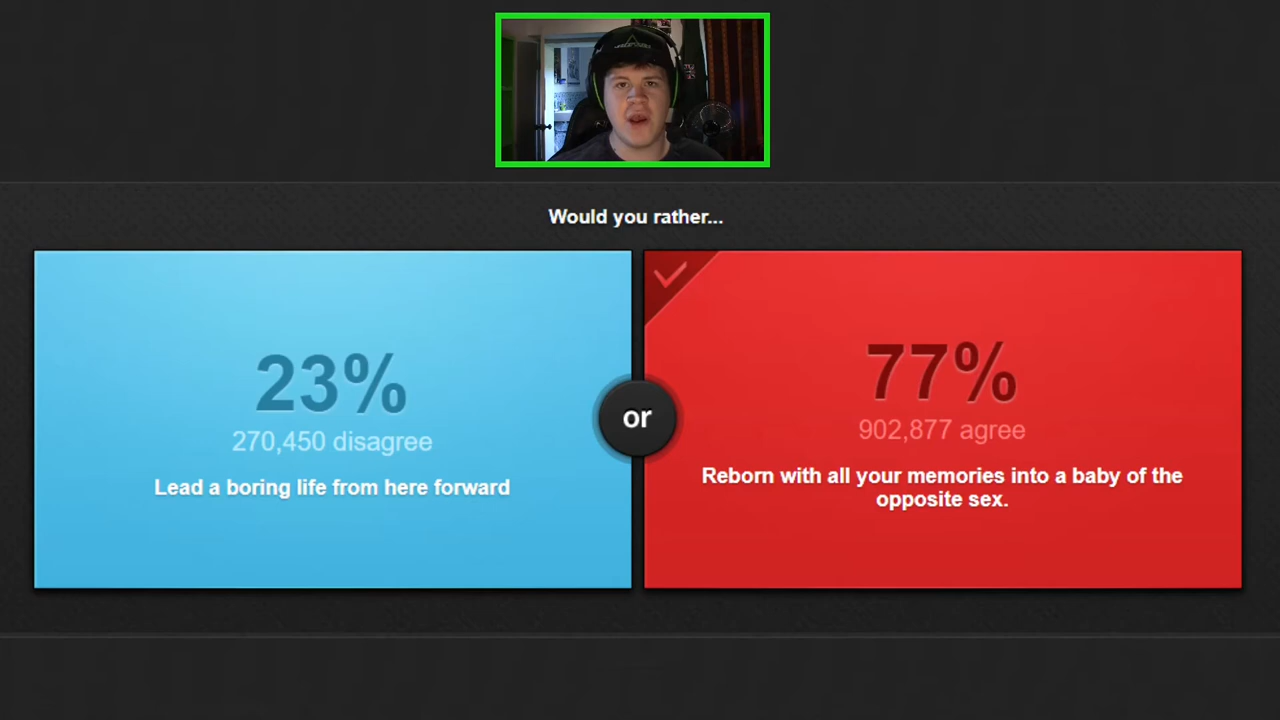 Would you rather...
23%
270,450 disagree
Lead a boring life from here forward
or
77%
902,877 agree
Reborn with all your memories into a baby of the
opposite sex.